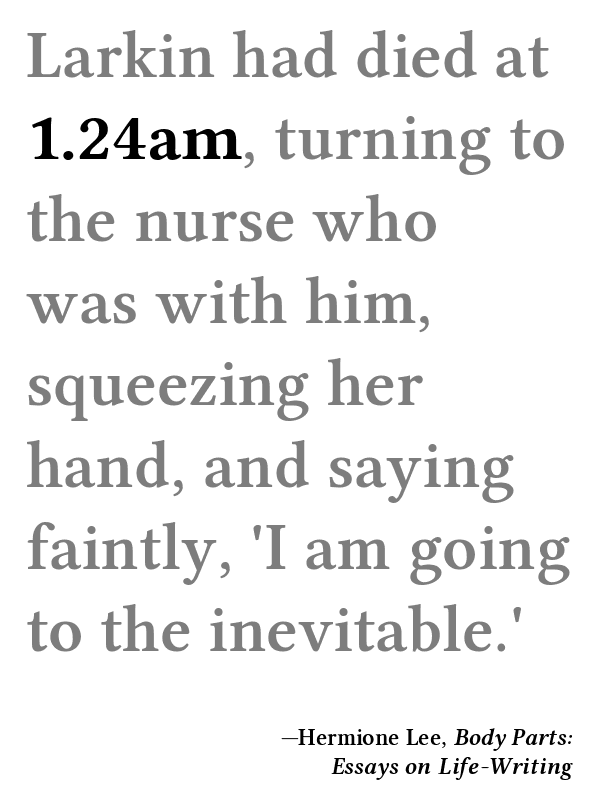 Larkin had died at
1.24am, turning to
the nurse who
was with him,
squeezing her
hand, and saying
faintly, 'I am going
to the inevitable.'
—Hermione Lee, Body Parts:
Essays on Life-Writing